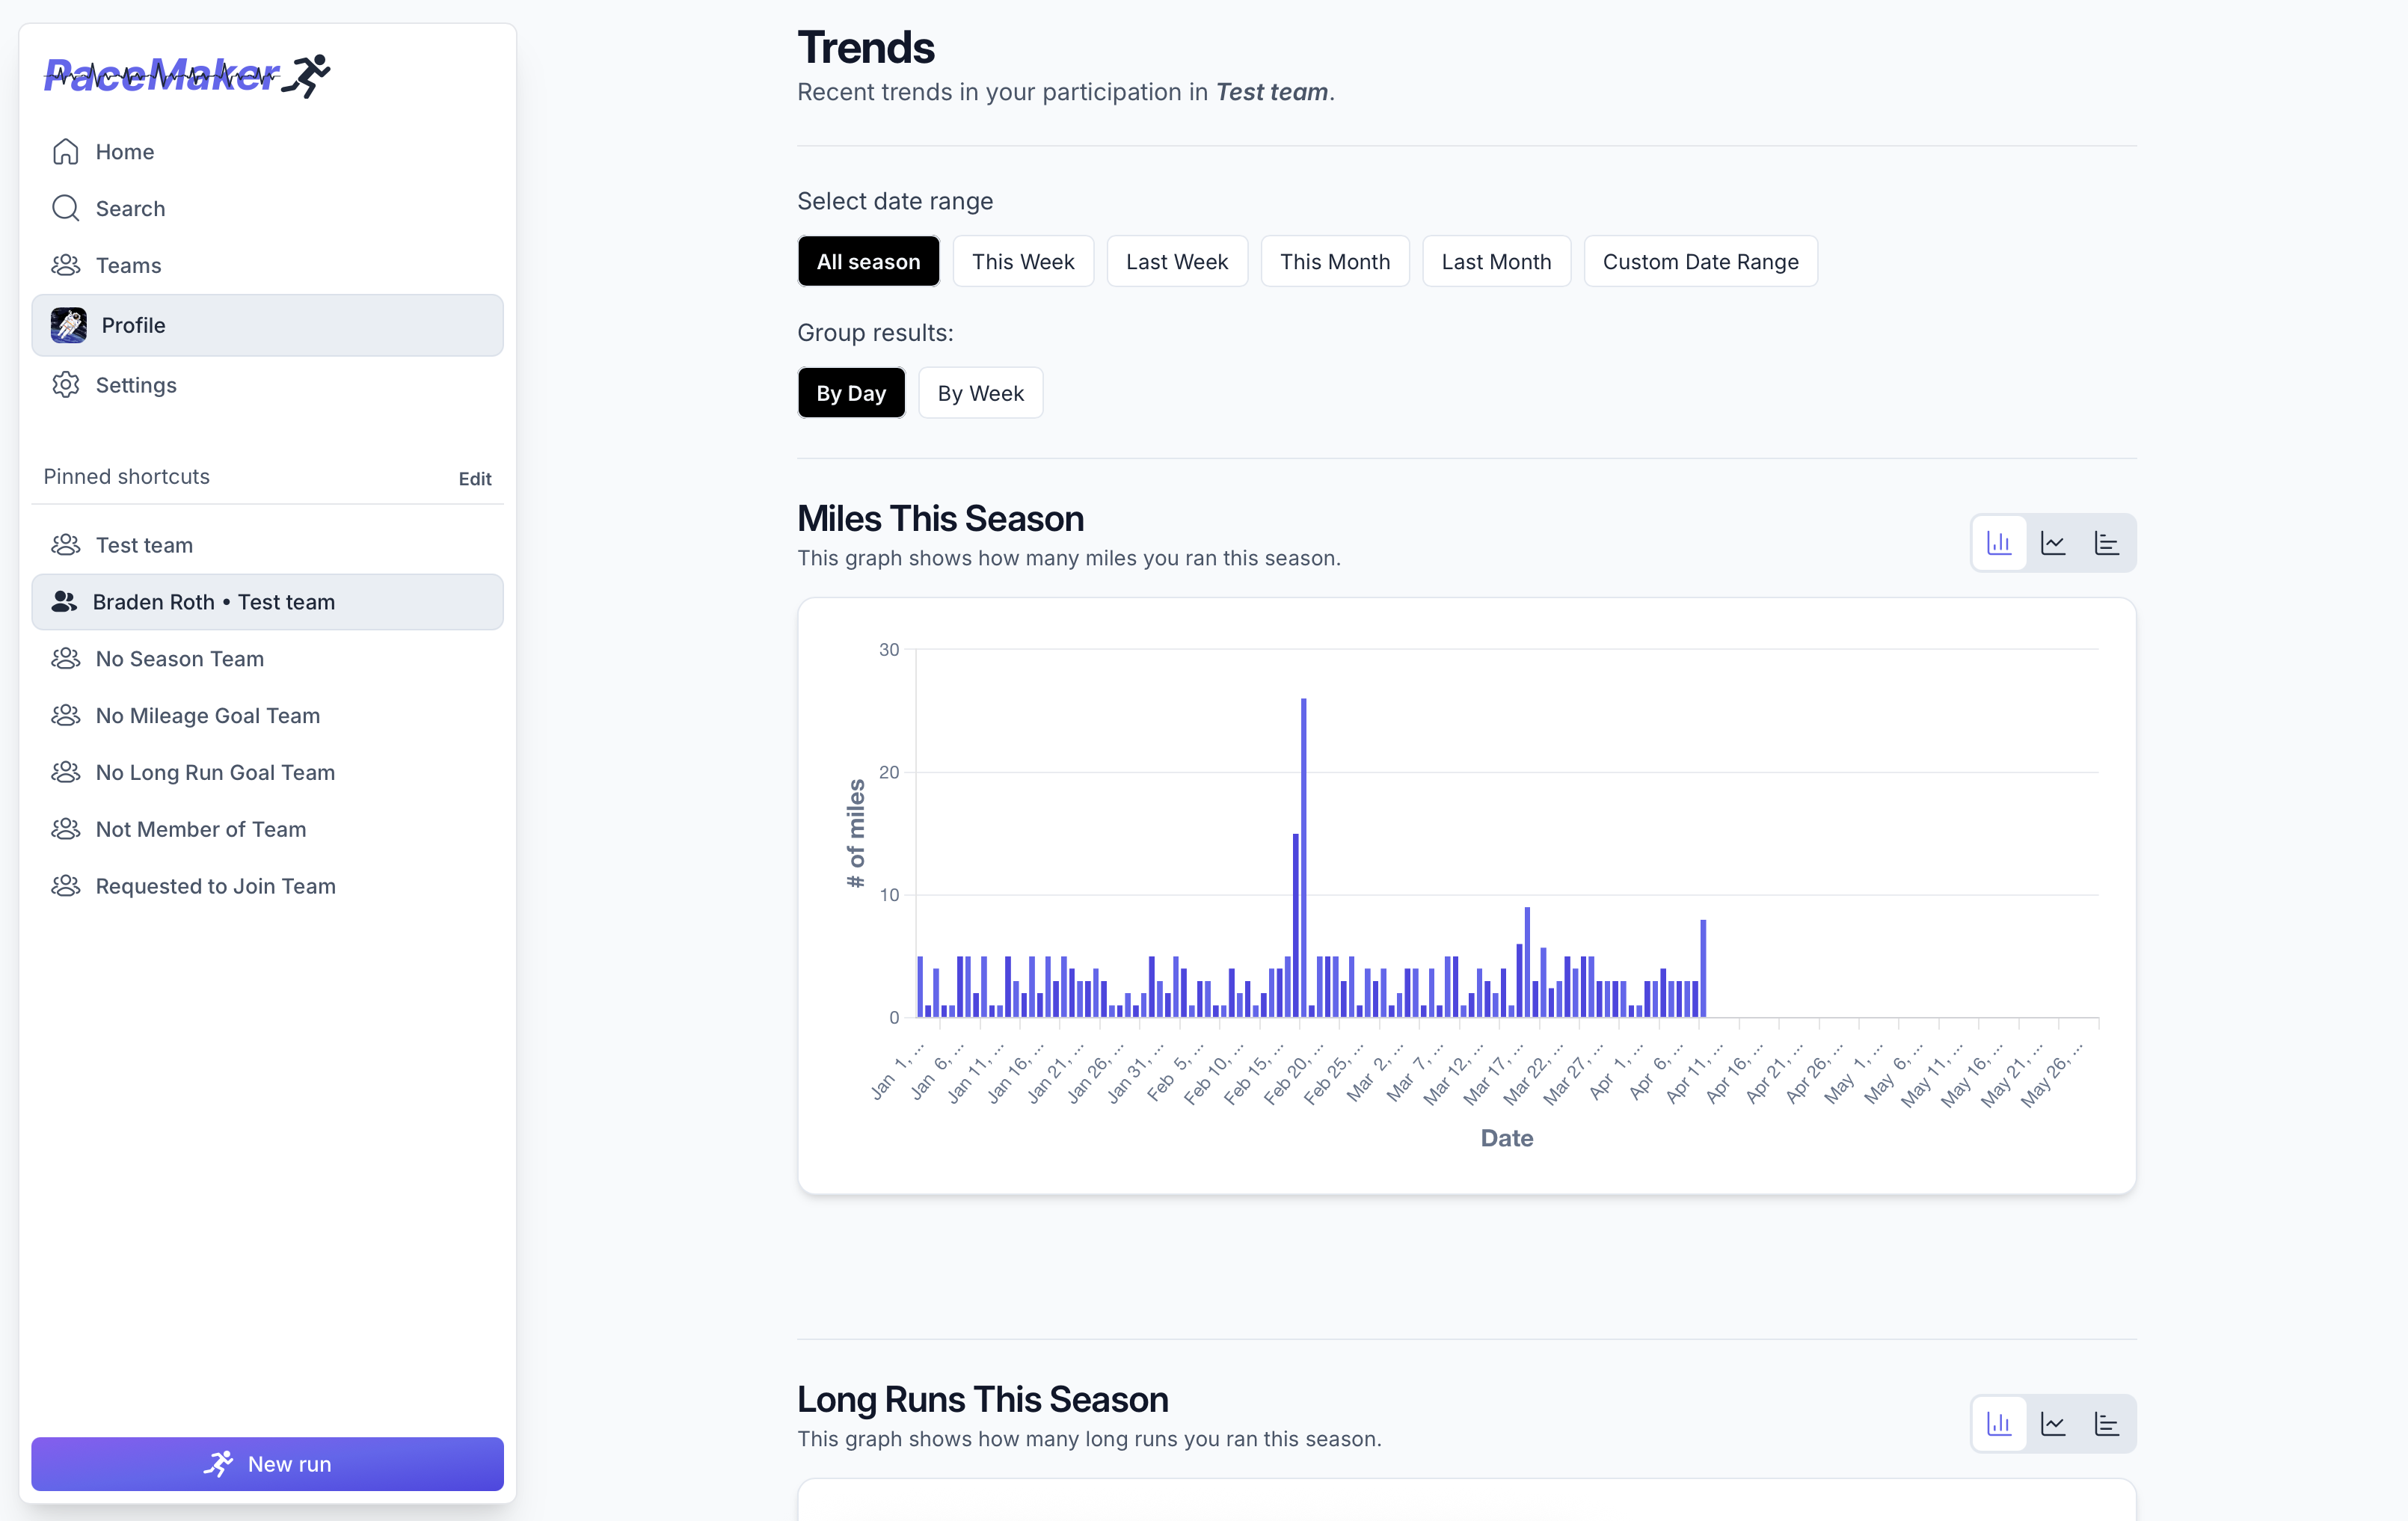 PaceMaker
Home
Search
Teams
Profile
Settings
Pinned shortcuts
Edit
Test team
Braden Roth • Test team
No Season Team
No Mileage Goal Team
No Long Run Goal Team
Not Member of Team
Requested to Join Team
New run
Trends
Recent trends in your participation in Test team.
Select date range
All season
This Week
Last Week
This Month
Last Month
Custom Date Range
Group results:
By Day
By Week
Miles This Season
This graph shows how many miles you ran this season.
# of miles
30
20
10
0
Jan 1, ...
Jan 6, ...
Jan 11, ...
Jan 16, ...
Jan 21, ...
Jan 26, ...
Jan 31, ...
Feb 5, ...
Feb 10, ...
Feb 15, ...
Feb 20, ...
Feb 25, ...
Mar 2, ...
Mar 7, ...
Mar 12, ...
Mar 17, ...
Mar 22, ...
Mar 27, ...
Apr 1, ...
Apr 6, ...
Apr 11, ...
Apr 16, ...
Apr 21, ...
Apr 26, ...
May 1, ...
May 6, ...
May 11, ...
May 16, ...
May 21, ...
May 26, ...
Date
Long Runs This Season
This graph shows how many long runs you ran this season.